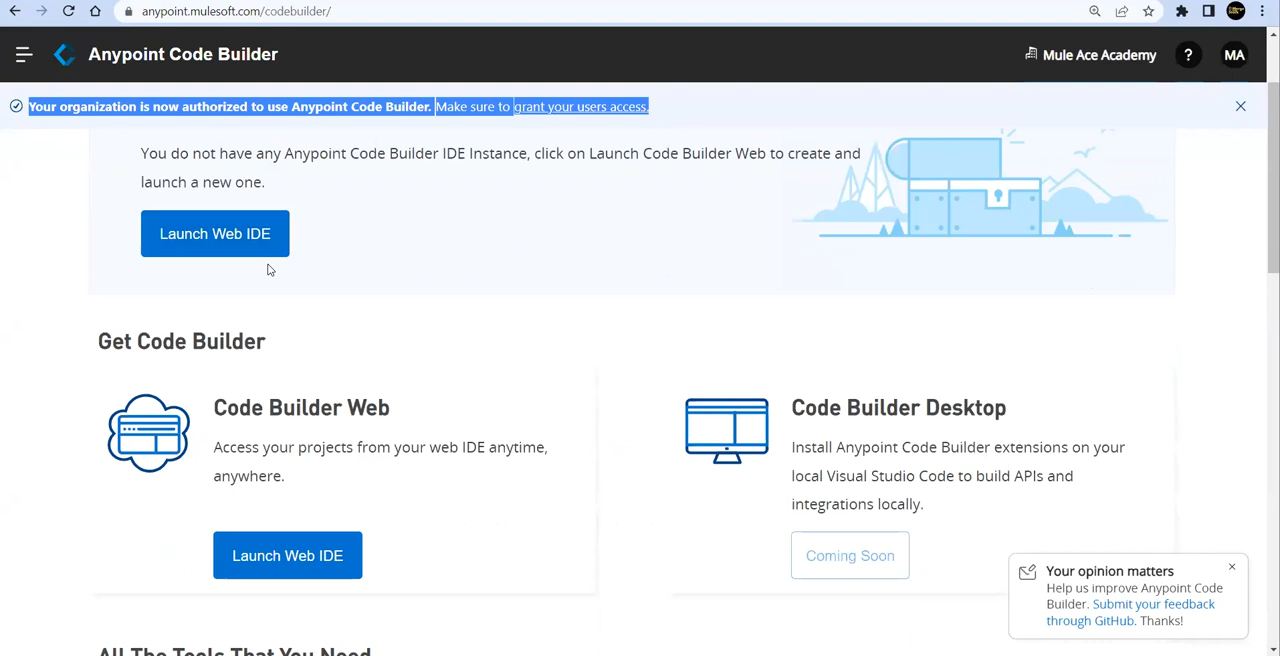 anypoint.mulesoft.com/codebuilder/
Anypoint Code Builder
Mule Ace Academy
?
MA
Your organization is now authorized to use Anypoint Code Builder. Make sure to grant your users access.
You do not have any Anypoint Code Builder IDE Instance, click on Launch Code Builder Web to create and
launch a new one.
Launch Web IDE
Get Code Builder
Code Builder Web
Access your projects from your web IDE anytime,
anywhere.
Launch Web IDE
Code Builder Desktop
Install Anypoint Code Builder extensions on your
local Visual Studio Code to build APIs and
integrations locally.
Coming Soon
Your opinion matters
Help us improve Anypoint Code
Builder. Submit your feedback
through GitHub. Thanks!
All The Tools That You Need